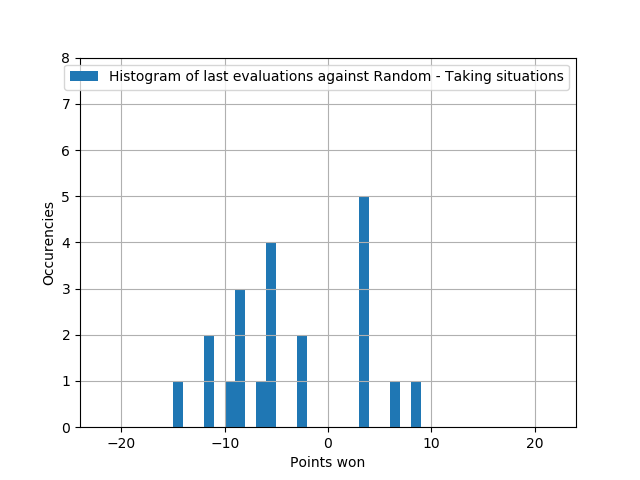 Histogram of last evaluations against Random - Taking situations
8
7
6
5
4
3
2
1
0
Occurencies
−20 −10 0 10 20
Points won